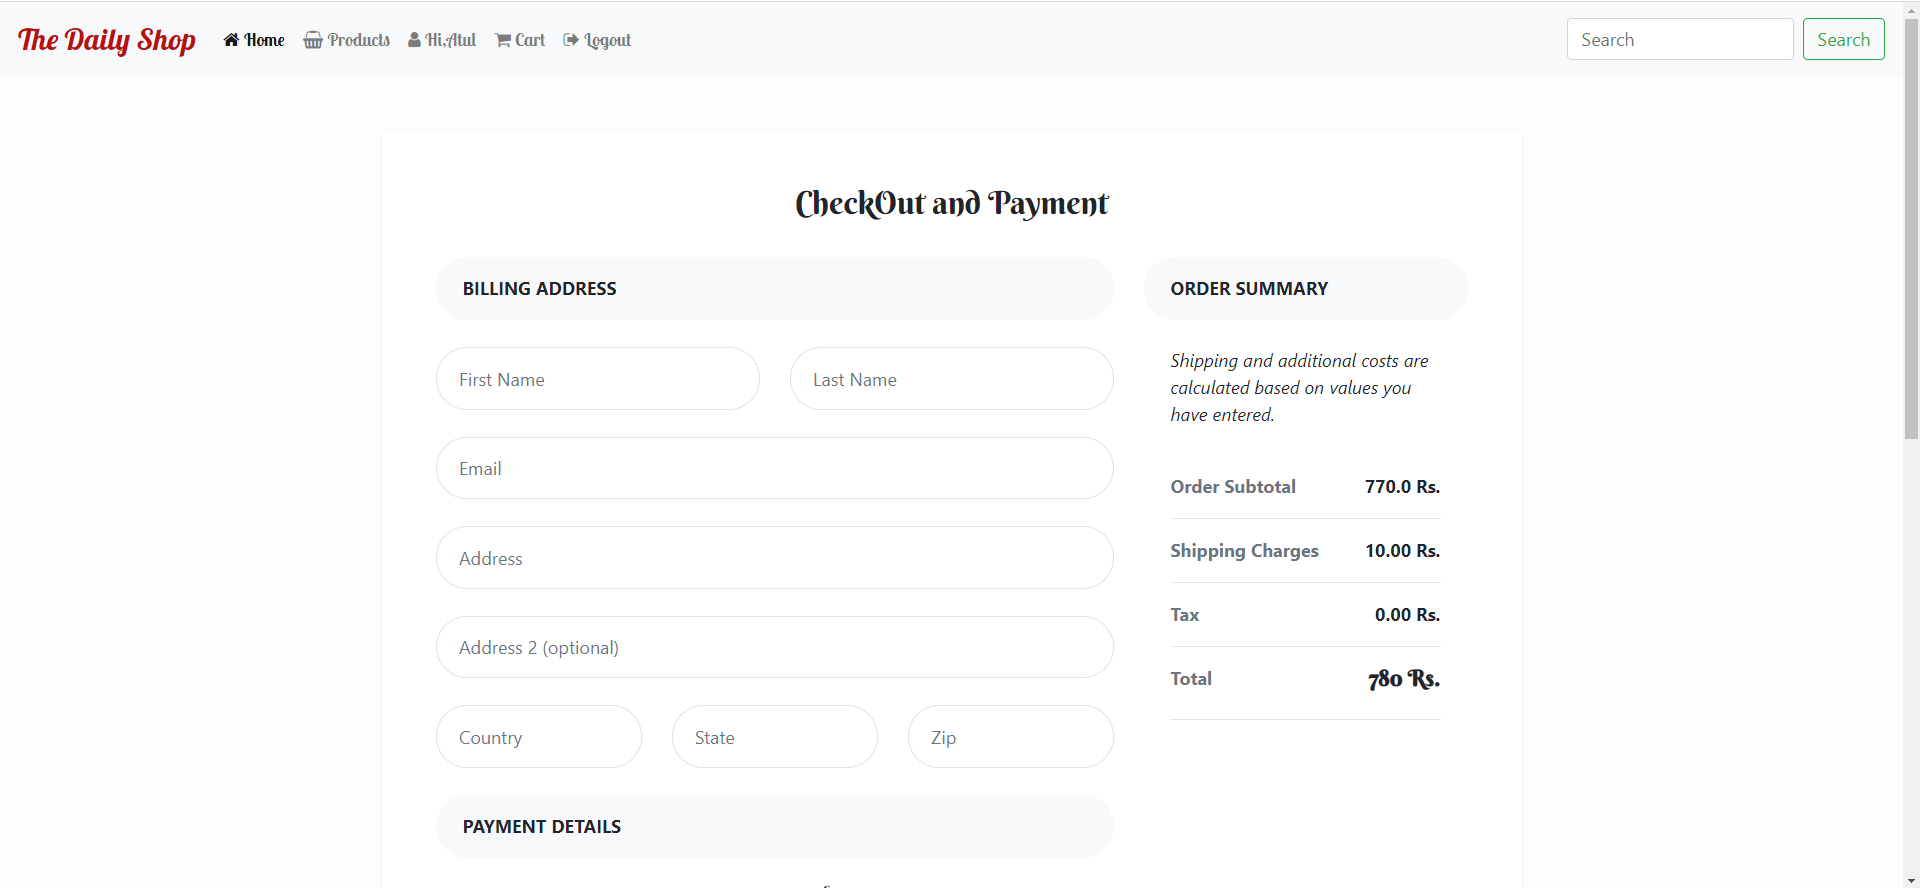 The Daily Shop Home Products Hi,Atul Cart Logout Search Search
CheckOut and Payment
BILLING ADDRESS
First Name Last Name
Email
Address
Address 2 (optional)
Country State Zip
PAYMENT DETAILS
ORDER SUMMARY
Shipping and additional costs are
calculated based on values you
have entered.
Order Subtotal 770.0 Rs.
Shipping Charges 10.00 Rs.
Tax 0.00 Rs.
Total 780 Rs.